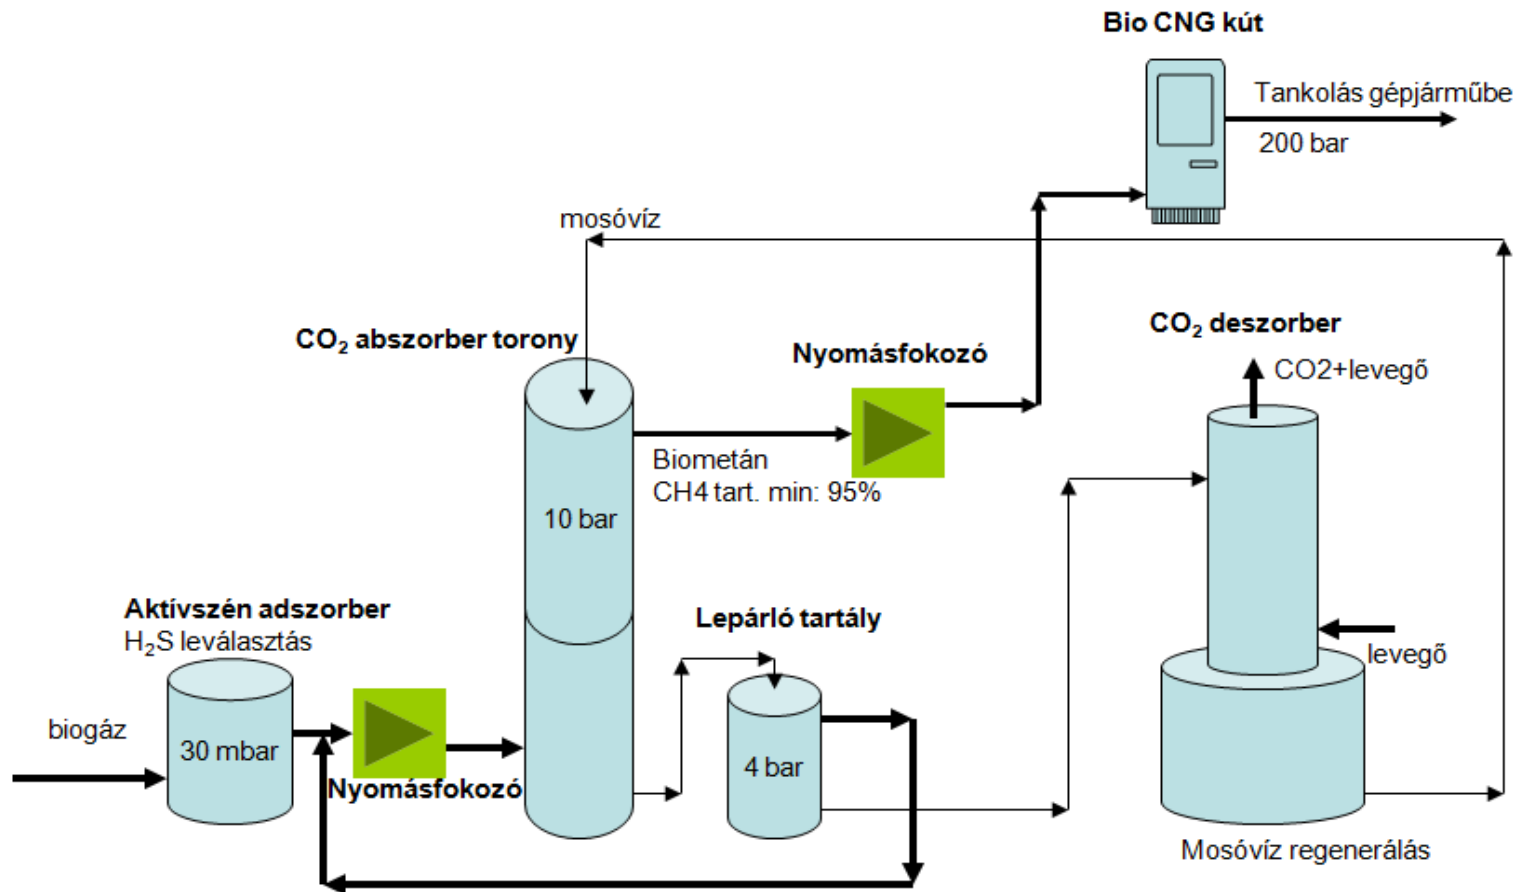 Bio CNG kút
Tankolás gépjárműbe
200 bar
mosóvíz
CO₂ abszorber torony
Nyomásfokozó
CO₂ deszorber
CO2+levegő
Biometán
CH4 tart. min: 95%
10 bar
Aktívszén adszorber
H₂S leválasztás
Lepárló tartály
levegő
biogáz
30 mbar
4 bar
Nyomásfokozó
Mosóvíz regenerálás